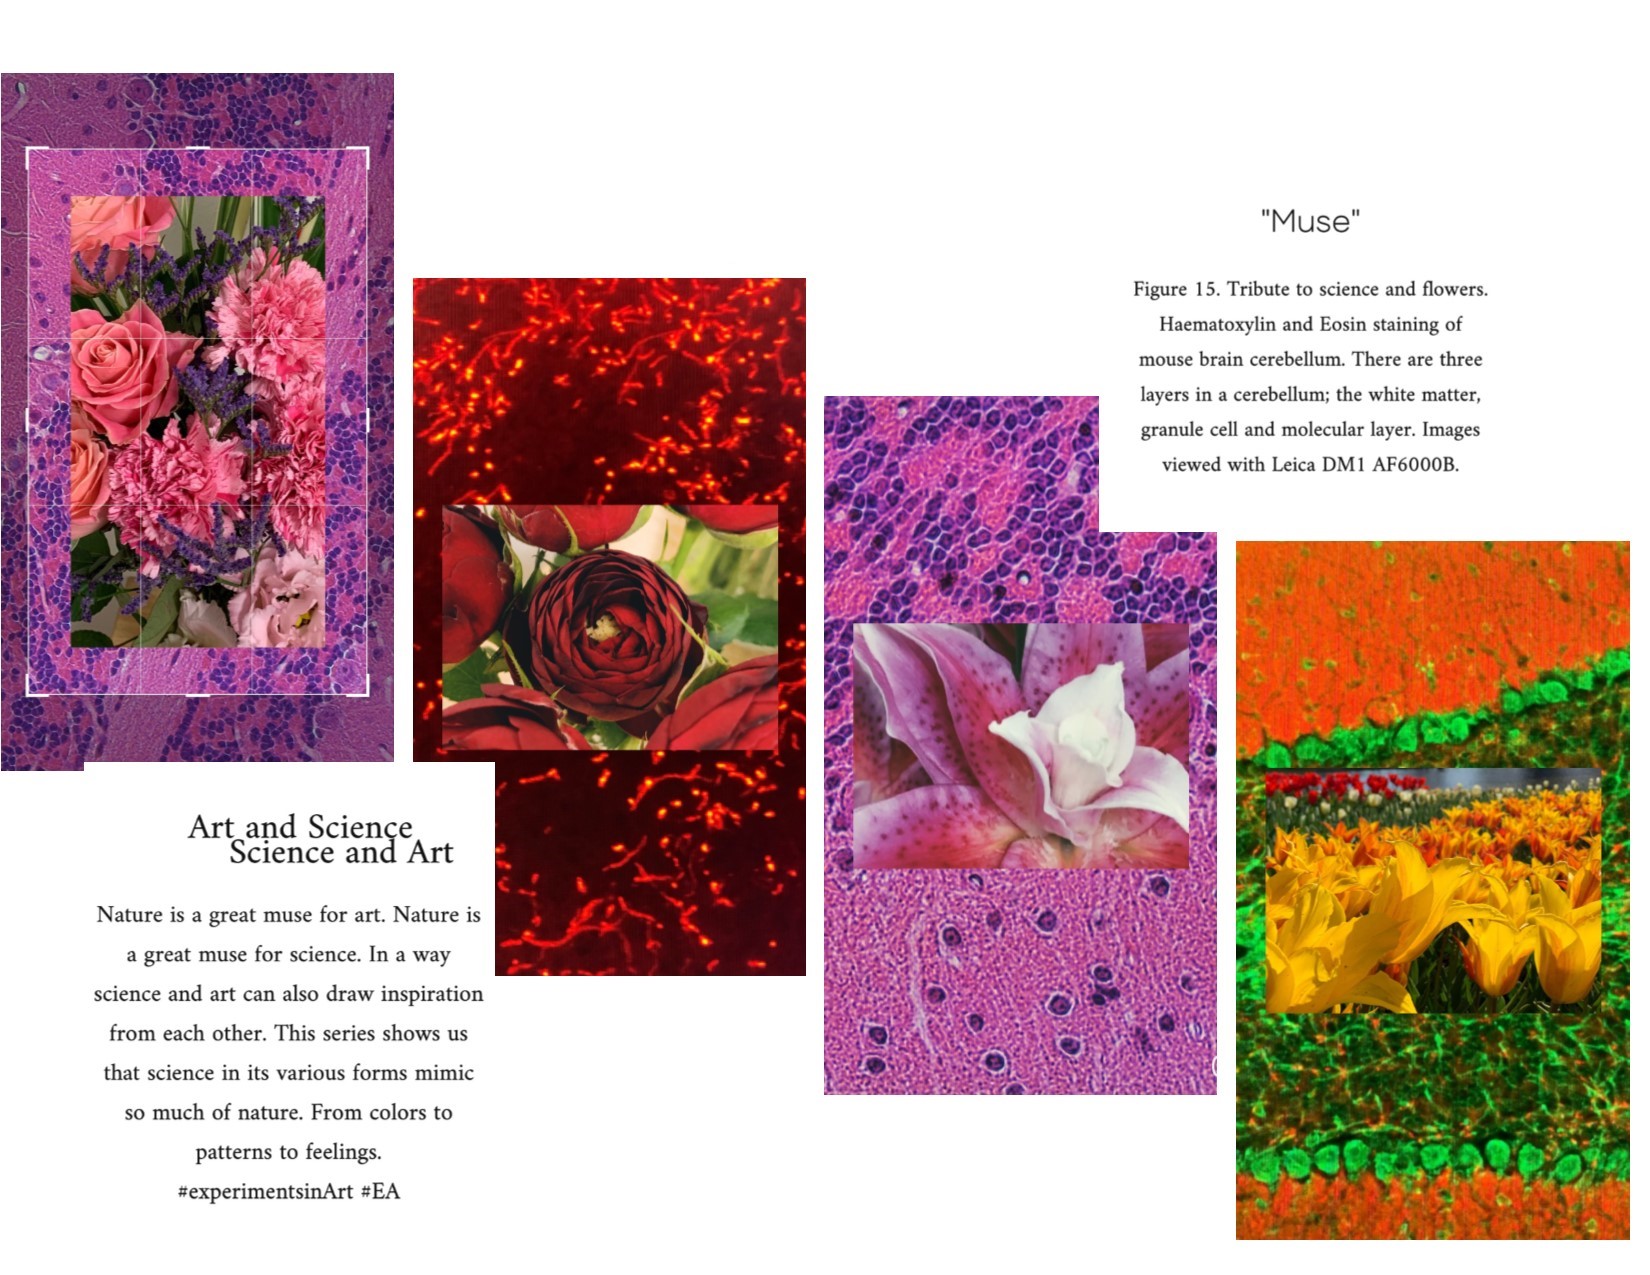 "Muse"
Figure 15. Tribute to science and flowers.
Haematoxylin and Eosin staining of
mouse brain cerebellum. There are three
layers in a cerebellum; the white matter,
granule cell and molecular layer. Images
viewed with Leica DM1 AF6000B.
Art and Science
Science and Art
Nature is a great muse for art. Nature is
a great muse for science. In a way
science and art can also draw inspiration
from each other. This series shows us
that science in its various forms mimic
so much of nature. From colors to
patterns to feelings.
#experimentsinArt #EA